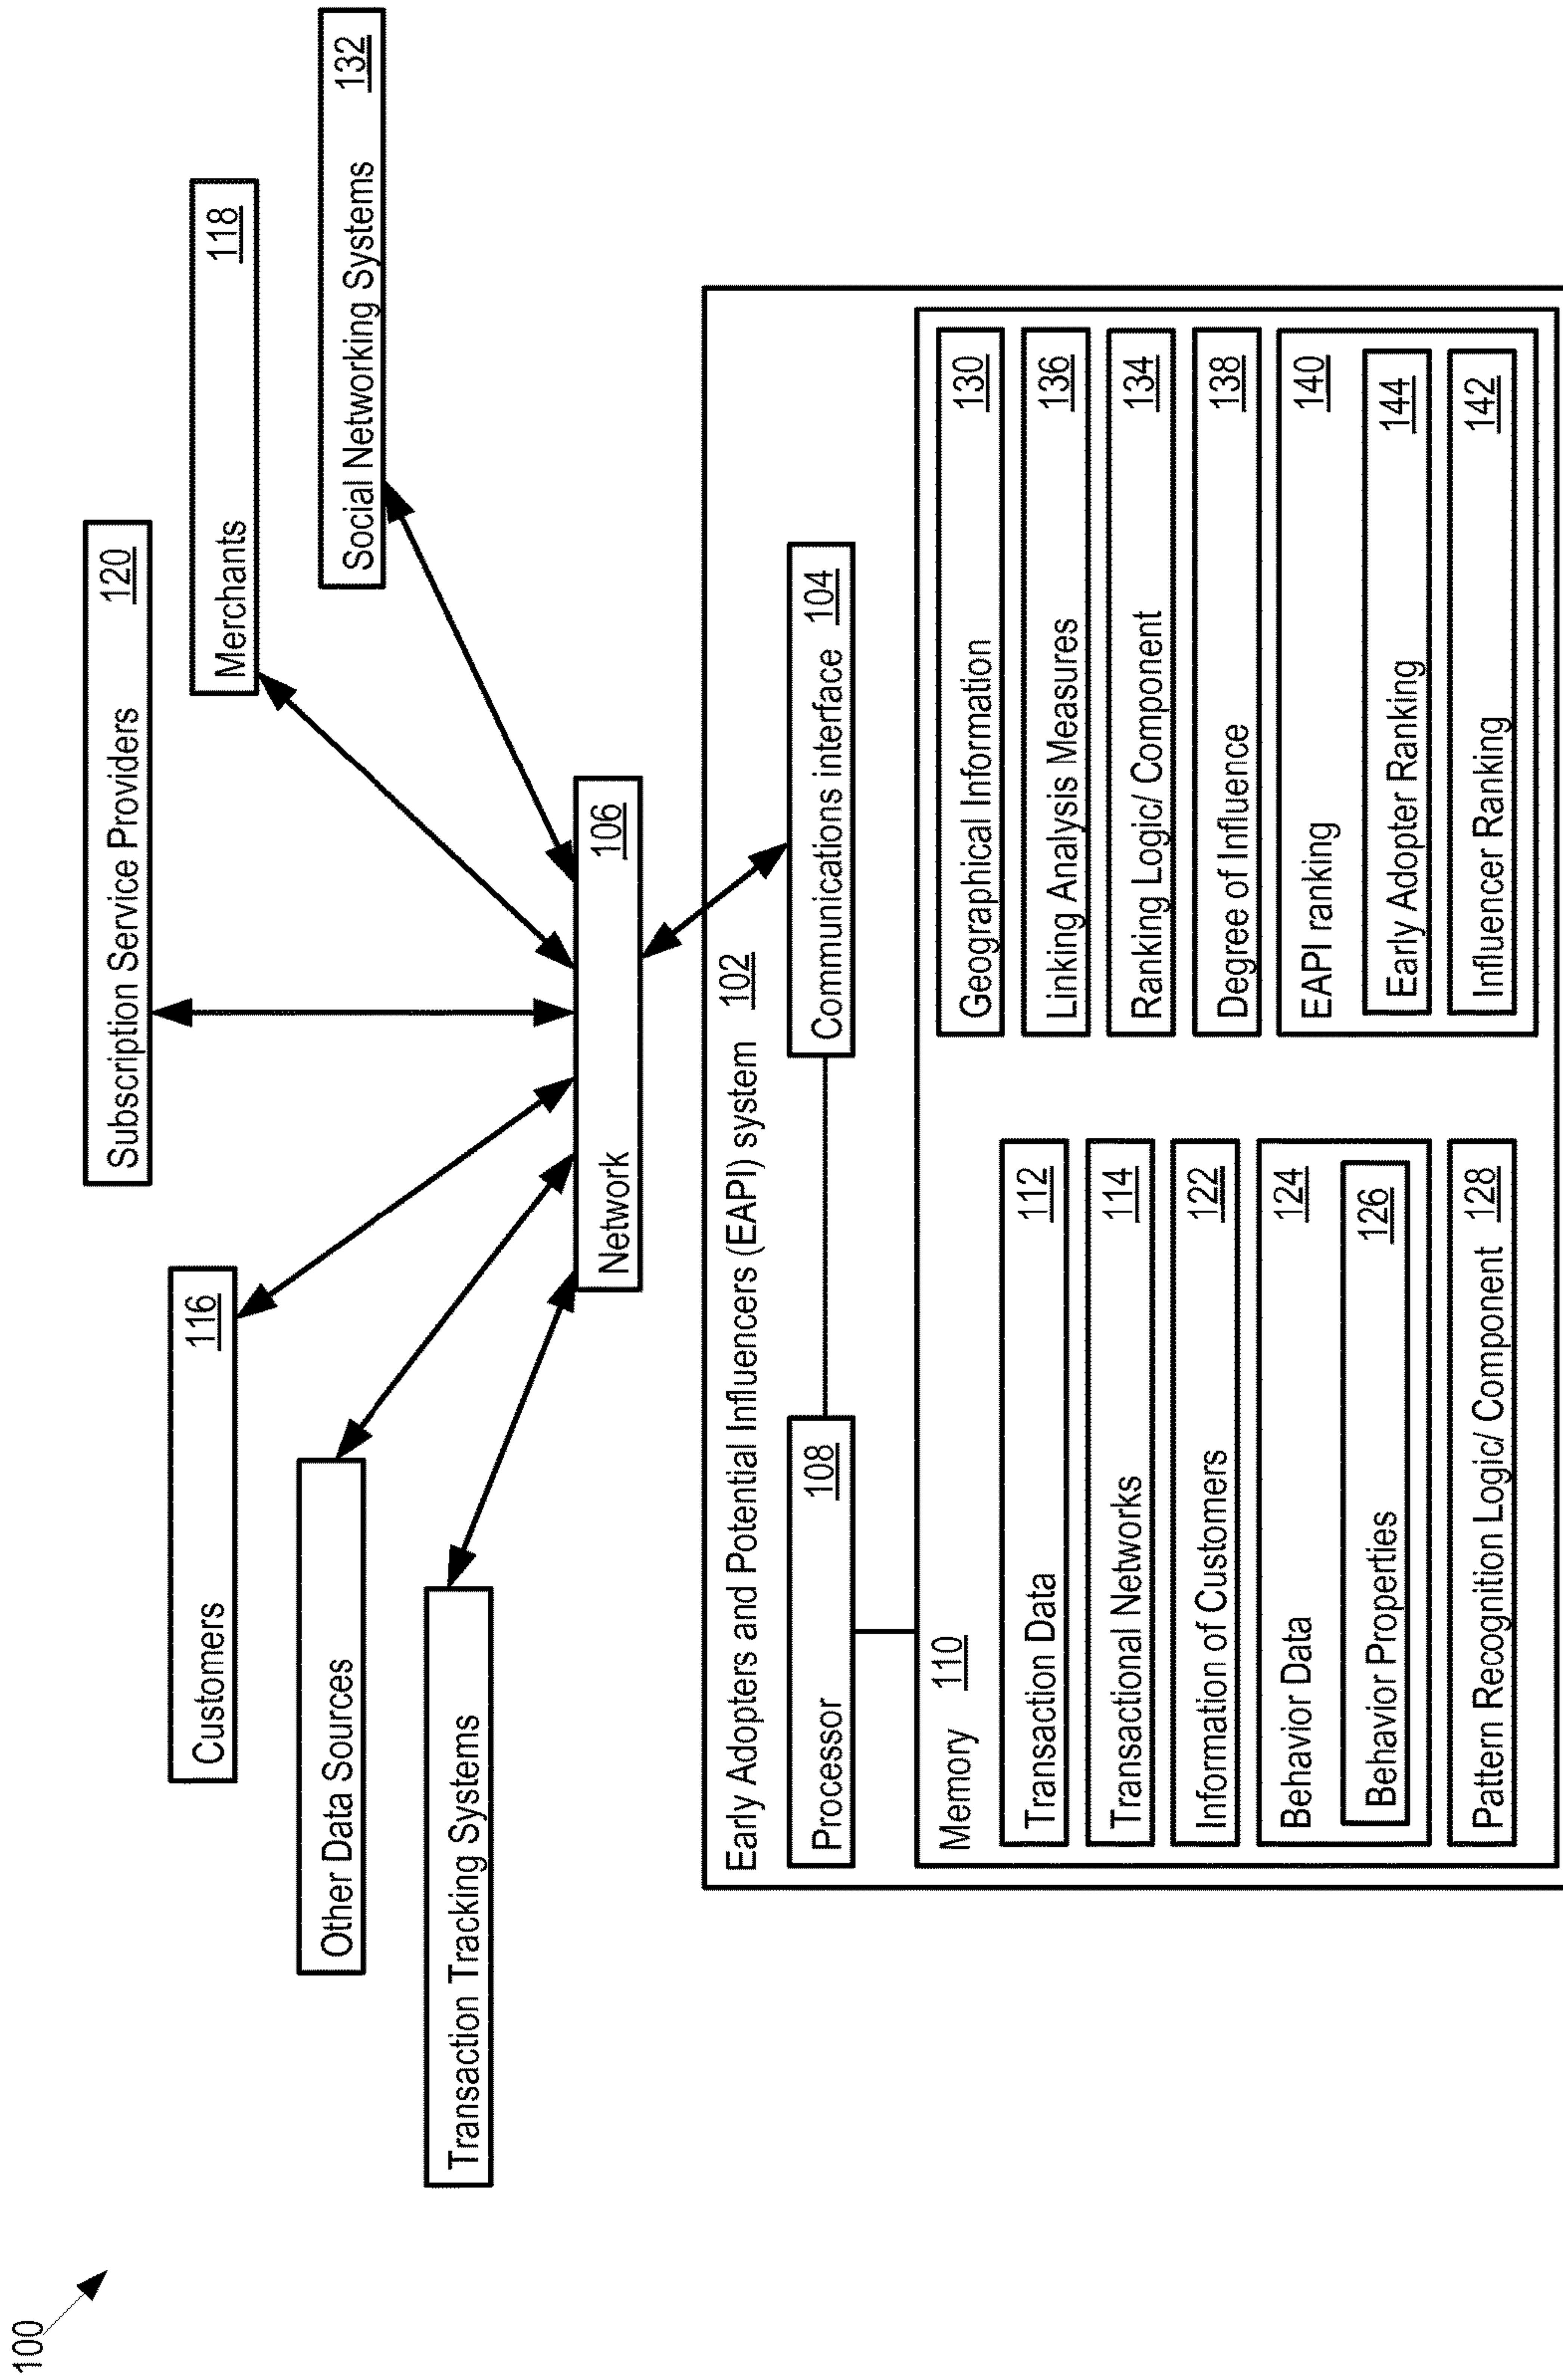 100
Subscription Service Providers 120
Customers 116
Merchants 118
Other Data Sources
Social Networking Systems 132
Transaction Tracking Systems
Network 106
Early Adopters and Potential Influencers (EAPI) system 102
Processor 108
Communications interface 104
Memory 110
Transaction Data 112
Transactional Networks 114
Information of Customers 122
Behavior Data 124
Behavior Properties 126
Pattern Recognition Logic/ Component 128
Geographical Information 130
Linking Analysis Measures 136
Ranking Logic/ Component 134
Degree of Influence 138
EAPI ranking 140
Early Adopter Ranking 144
Influencer Ranking 142